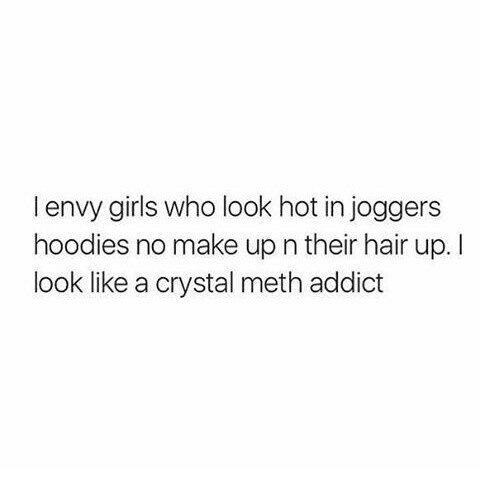 I envy girls who look hot in joggers
hoodies no make up n their hair up. I
look like a crystal meth addict